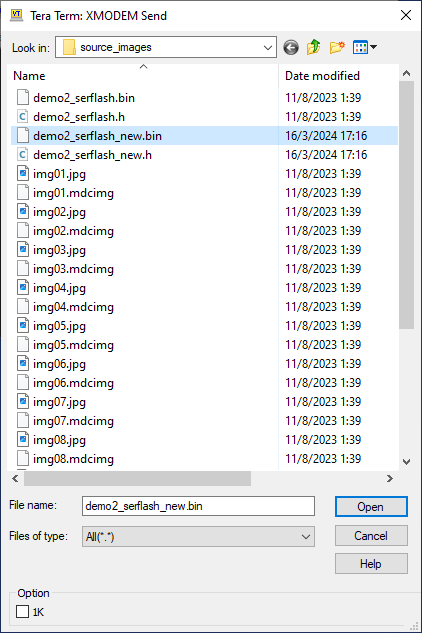 VT Tera Term: XMODEM Send
Look in: source_images
Name Date modified
demo2_serflash.bin 11/8/2023 1:39
demo2_serflash.h 11/8/2023 1:39
demo2_serflash_new.bin 16/3/2024 17:16
demo2_serflash_new.h 16/3/2024 17:16
img01.jpg 11/8/2023 1:39
img01.mdcimg 11/8/2023 1:39
img02.jpg 11/8/2023 1:39
img02.mdcimg 11/8/2023 1:39
img03.jpg 11/8/2023 1:39
img03.mdcimg 11/8/2023 1:39
img04.jpg 11/8/2023 1:39
img04.mdcimg 11/8/2023 1:39
img05.jpg 11/8/2023 1:39
img05.mdcimg 11/8/2023 1:39
img06.jpg 11/8/2023 1:39
img06.mdcimg 11/8/2023 1:39
img07.jpg 11/8/2023 1:39
img07.mdcimg 11/8/2023 1:39
img08.jpg 11/8/2023 1:39
img08.mdcimg 11/8/2023 1:39
File name: demo2_serflash_new.bin Open
Files of type: All(*.*) Cancel
Help
Option
1K